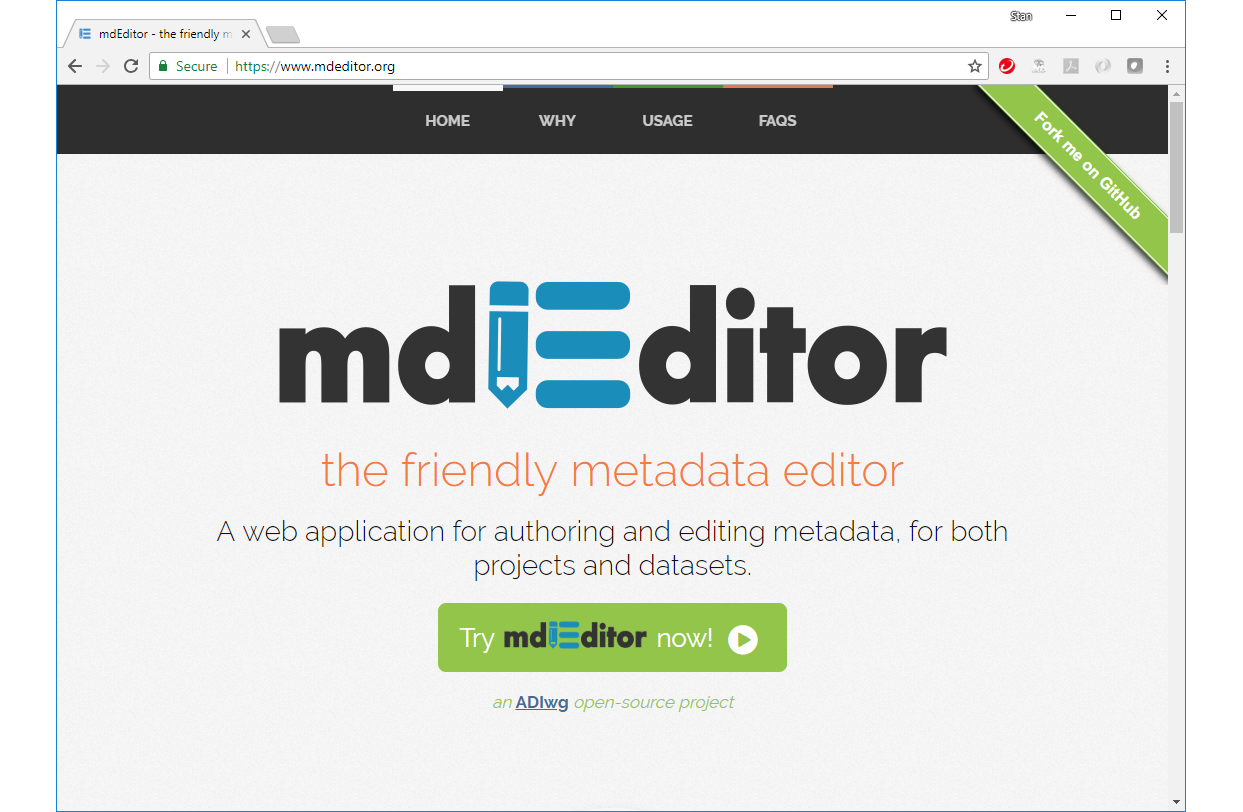 Stan
mdEditor - the friendly m
Secure https://www.mdeditor.org
HOME WHY USAGE FAQS
Fork me on GitHub
mdEditor
the friendly metadata editor
A web application for authoring and editing metadata, for both
projects and datasets.
Try mdEditor now!
an ADIwg open-source project